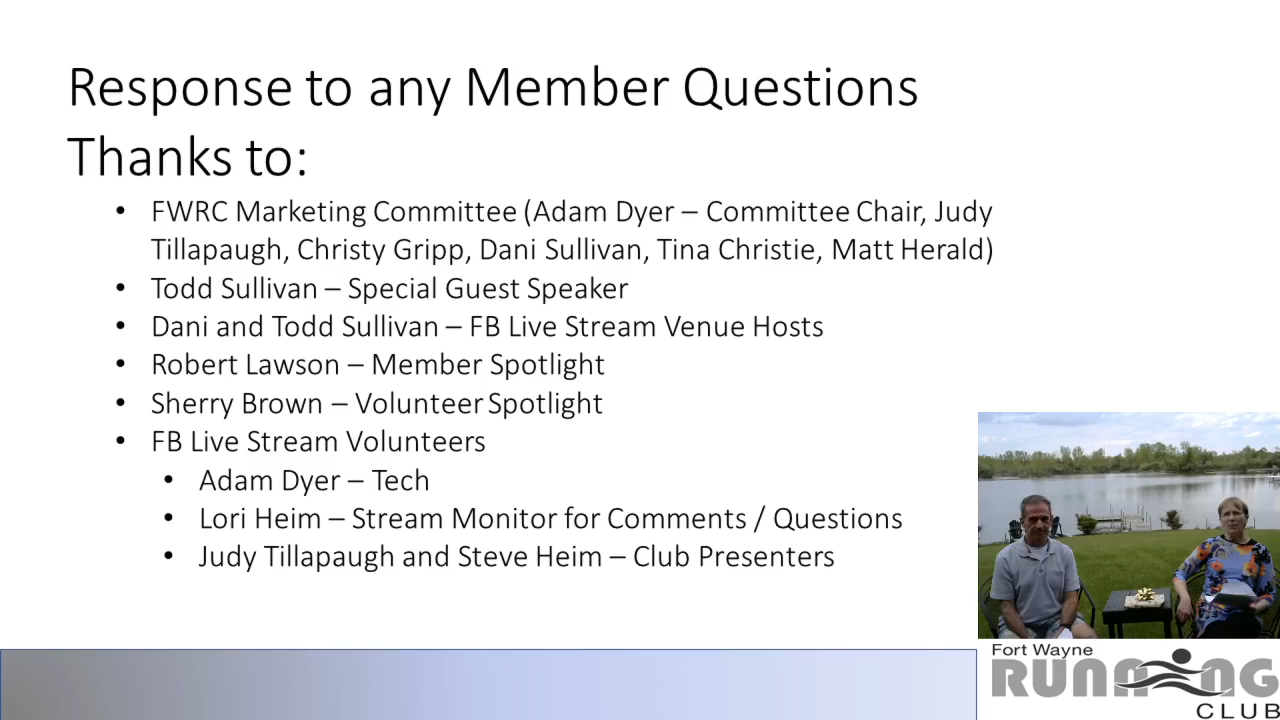 Response to any Member Questions
Thanks to:
• FWRC Marketing Committee (Adam Dyer – Committee Chair, Judy
Tillapaugh, Christy Gripp, Dani Sullivan, Tina Christie, Matt Herald)
• Todd Sullivan – Special Guest Speaker
• Dani and Todd Sullivan – FB Live Stream Venue Hosts
• Robert Lawson – Member Spotlight
• Sherry Brown – Volunteer Spotlight
• FB Live Stream Volunteers
• Adam Dyer – Tech
• Lori Heim – Stream Monitor for Comments / Questions
• Judy Tillapaugh and Steve Heim – Club Presenters
Fort Wayne
RUNNING
CLUB